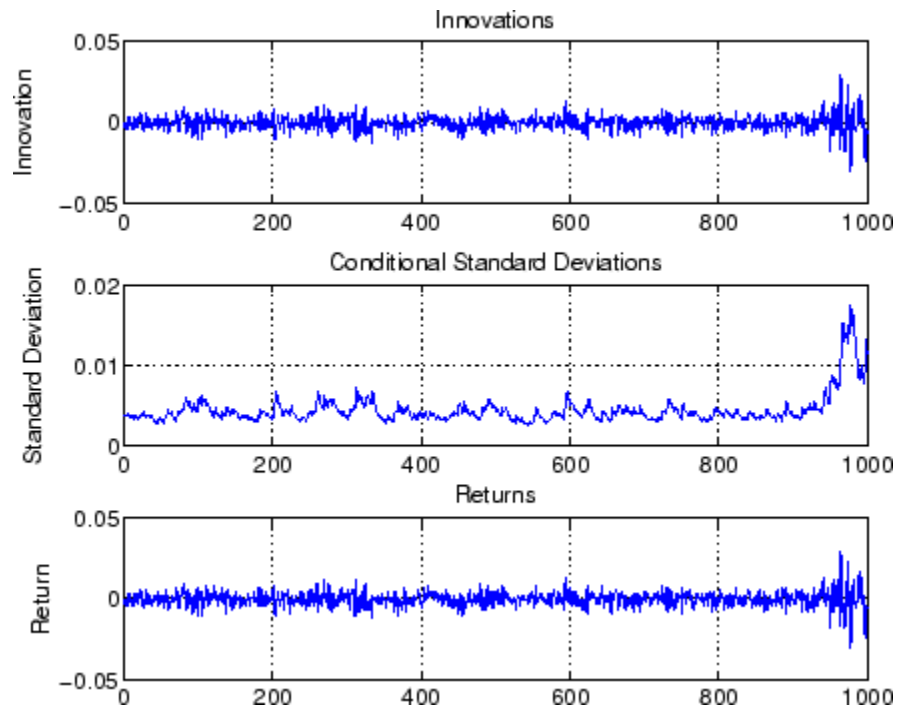 Innovations
0.05
0
−0.05
Innovation
0 200 400 600 800 1000
Conditional Standard Deviations
0.02
0.01
0
Standard Deviation
0 200 400 600 800 1000
Returns
0.05
0
−0.05
Return
0 200 400 600 800 1000